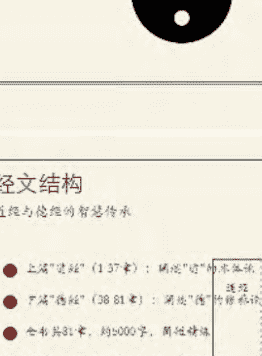 经文结构
道经与德经的智慧传承
上篇"道经" (1-37章) : 阐述"道"的本体论
下篇"德经" (38-81章) : 阐述"德"的修养论
全书共81章, 约5000字, 简短精炼
道经